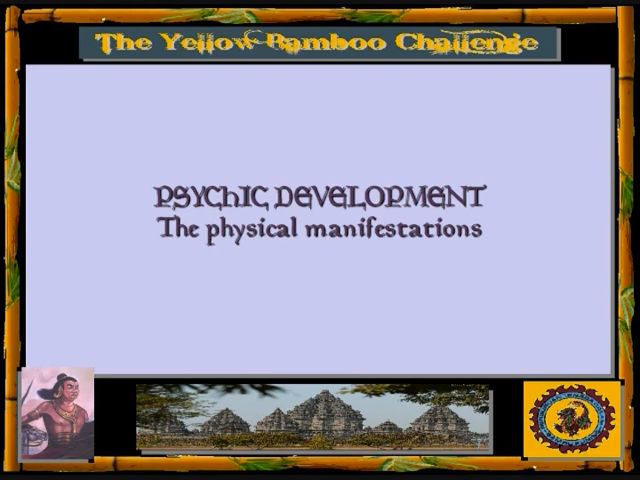 The Yellow Bamboo Challenge
PSYCHIC DEVELOPMENT
The physical manifestations